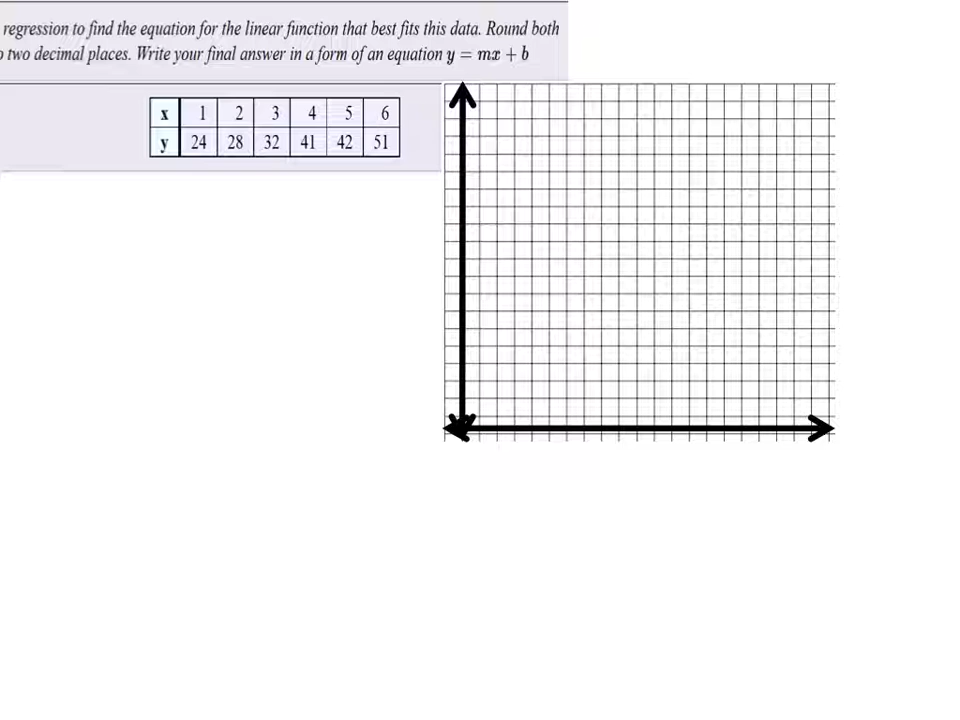 regression to find the equation for the linear function that best fits this data. Round both
two decimal places. Write your final answer in a form of an equation y = mx + b
x 1 2 3 4 5 6
y 24 28 32 41 42 51